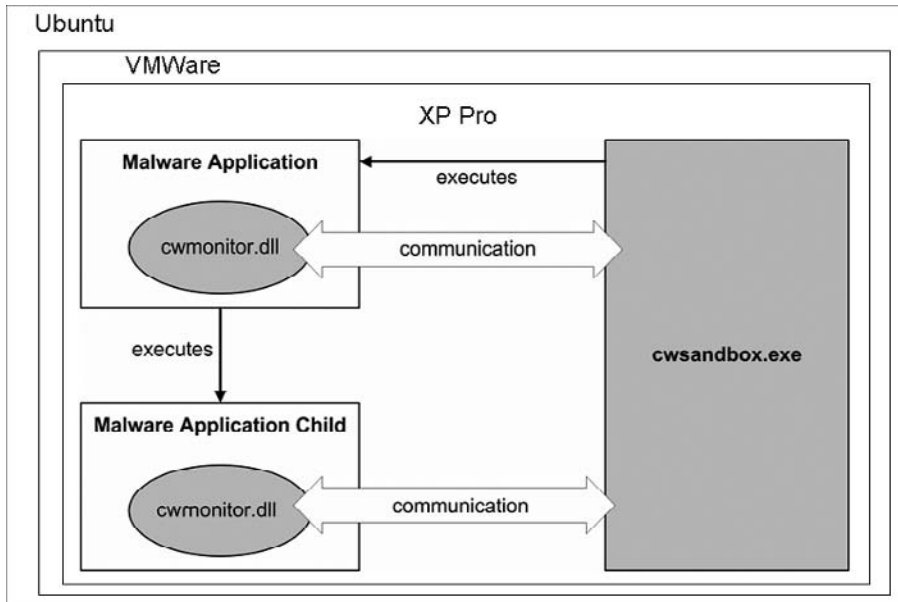 Ubuntu
VMWare
XP Pro
Malware Application
executes
cwmonitor.dll
communication
executes
cwsandbox.exe
Malware Application Child
cwmonitor.dll
communication